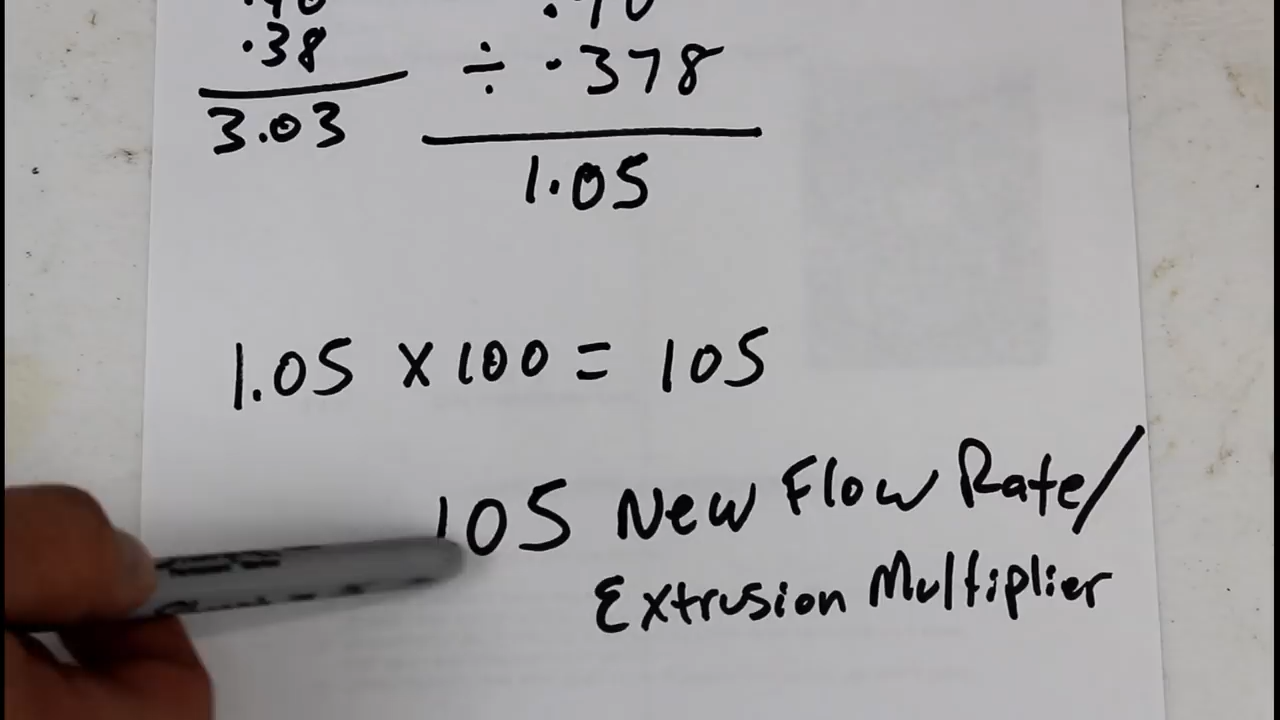 .38
÷ .378
3.03
1.05
1.05 x 100 = 105
105 New Flow Rate/
Extrusion Multiplier